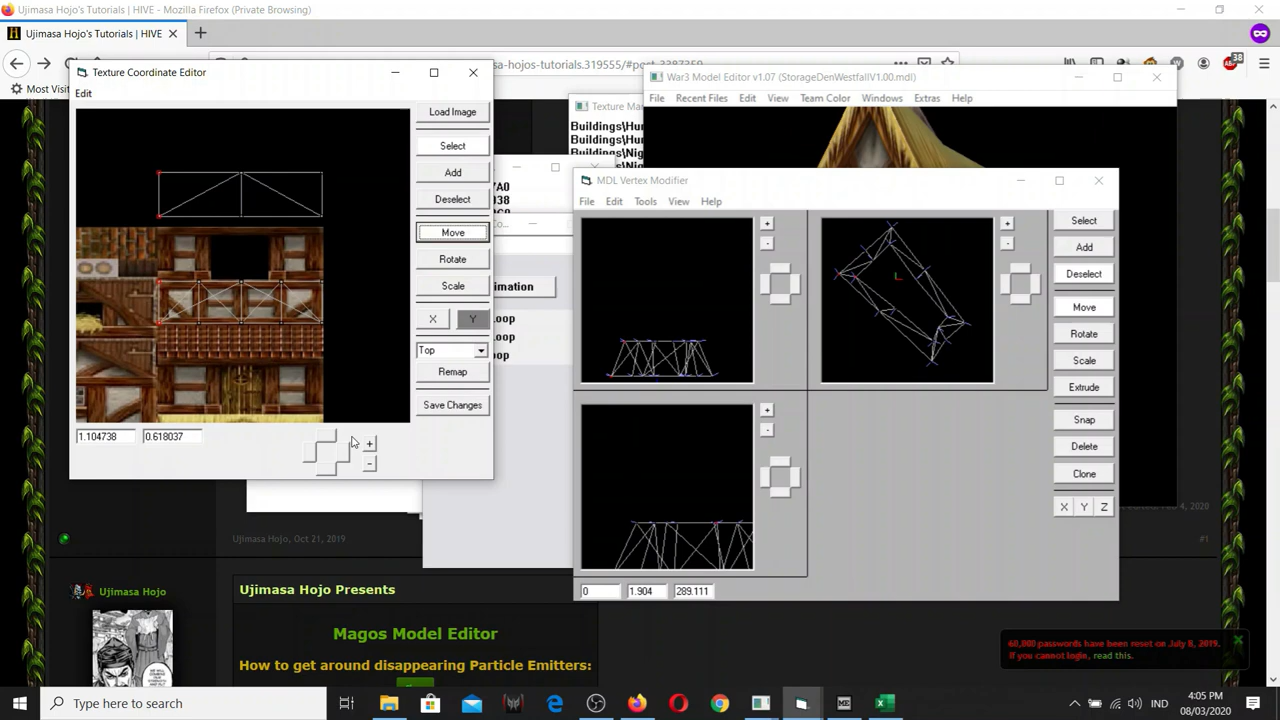 Ujimasa Hojo's Tutorials | HIVE - Mozilla Firefox (Private Browsing)
Ujimasa Hojo's Tutorials | HIVE
Most Visit
38
Texture Coordinate Editor
Edit
Load Image
Select
Add
Deselect
Move
Rotate
Scale
X
Y
Top
Remap
Save Changes
1.104738
0.618037
+
-
Texture Ma
Buildings\Hu
Buildings\Nig
7A0
038
nimation
oop
oop
oop
War3 Model Editor v1.07 (StorageDenWestfallV1.00.mdl)
File
Recent Files
Edit
View
Team Color
Windows
Extras
Help
MDL Vertex Modifier
File
Edit
Tools
View
Help
+
-
+
-
+
-
Select
Add
Deselect
Move
Rotate
Scale
Extrude
Snap
Delete
Clone
X
Y
Z
0
1.904
289.111
Ujimasa Hojo, Oct 21, 2019
#1
Ujimasa Hojo
Ujimasa Hojo Presents
Magos Model Editor
How to get around disappearing Particle Emitters:
60,000 passwords have been reset on July 8, 2019.
If you cannot login, read this.
Type here to search
IND
4:05 PM
08/03/2020